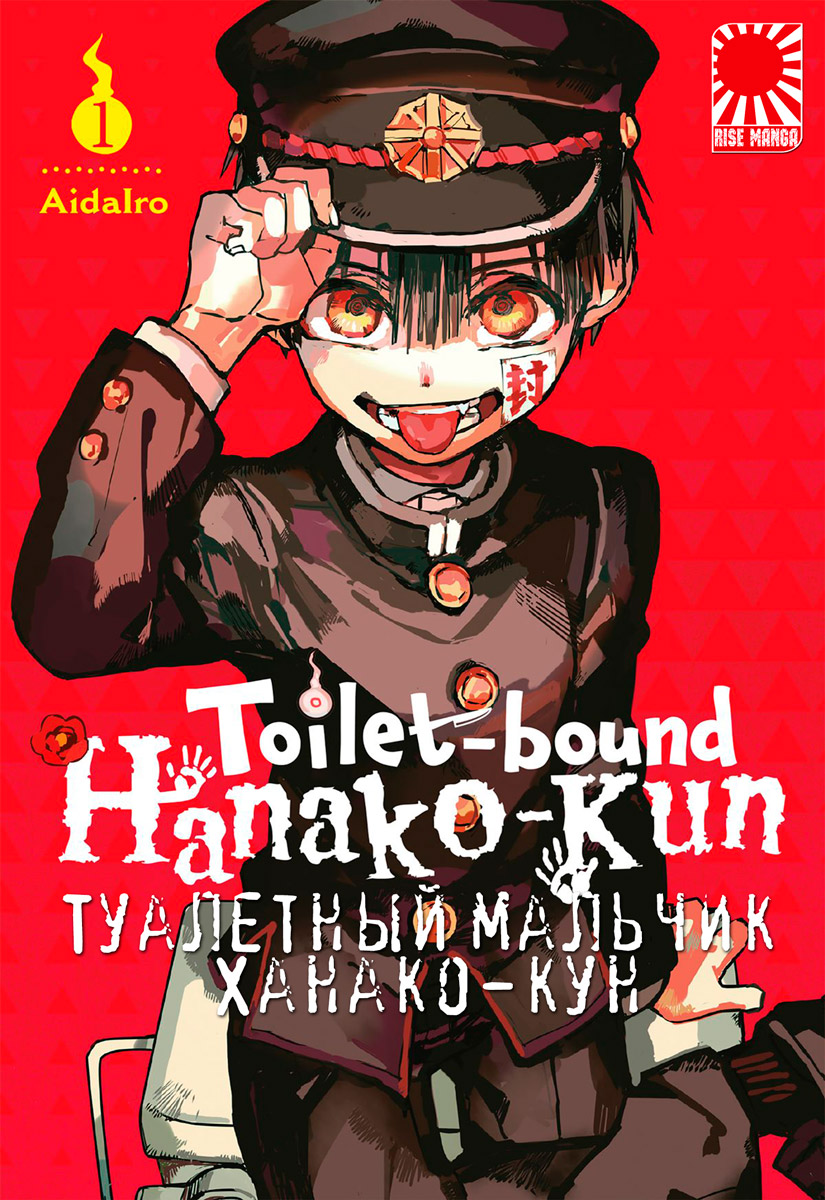 1
AidaIro
RISE MANGA
封
Toilet-bound
Hanako-Kun
ТУАЛЕТНЫЙ МАЛЬЧИК
ХАНАКО-КУН